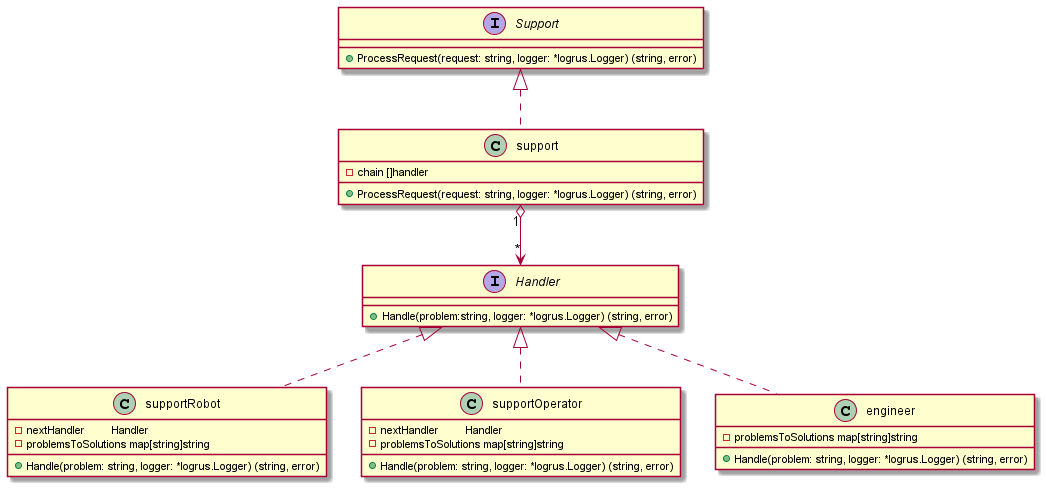 I Support
ProcessRequest(request: string, logger: *logrus.Logger) (string, error)
C support
chain []handler
ProcessRequest(request: string, logger: *logrus.Logger) (string, error)
1
*
I Handler
Handle(problem:string, logger: *logrus.Logger) (string, error)
C supportRobot
nextHandler Handler
problemsToSolutions map[string]string
Handle(problem: string, logger: *logrus.Logger) (string, error)
C supportOperator
nextHandler Handler
problemsToSolutions map[string]string
Handle(problem: string, logger: *logrus.Logger) (string, error)
C engineer
problemsToSolutions map[string]string
Handle(problem: string, logger: *logrus.Logger) (string, error)